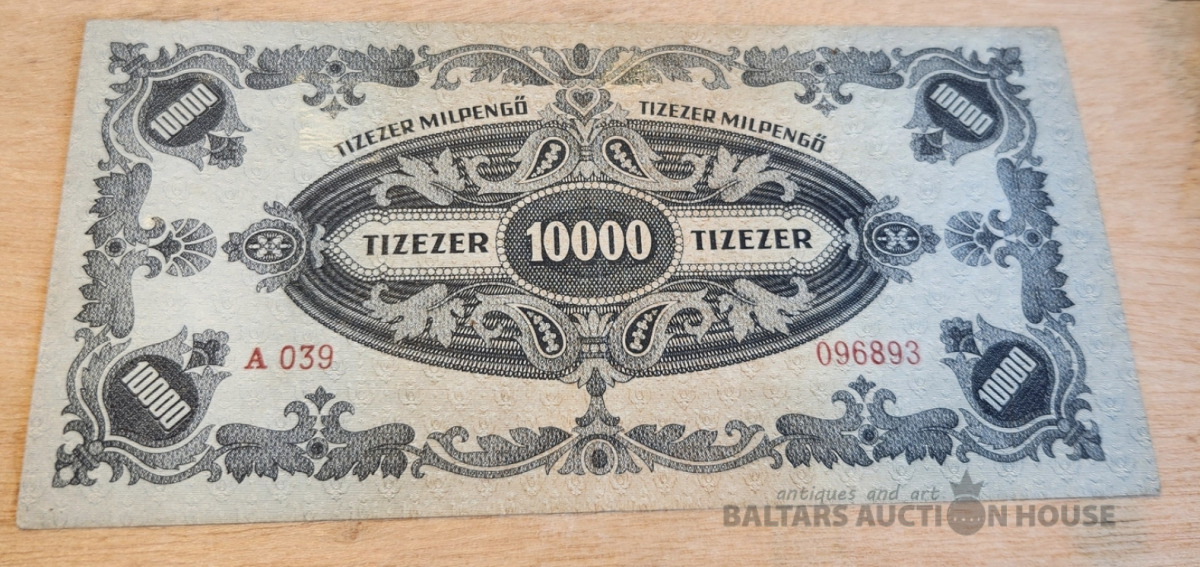 10000
10000
TIZEZER MILPENGŐ TIZEZER MILPENGŐ
TIZEZER 10000 TIZEZER
A 039 096893
10000
10000
antiques and art
BALTARS AUCTION HOUSE